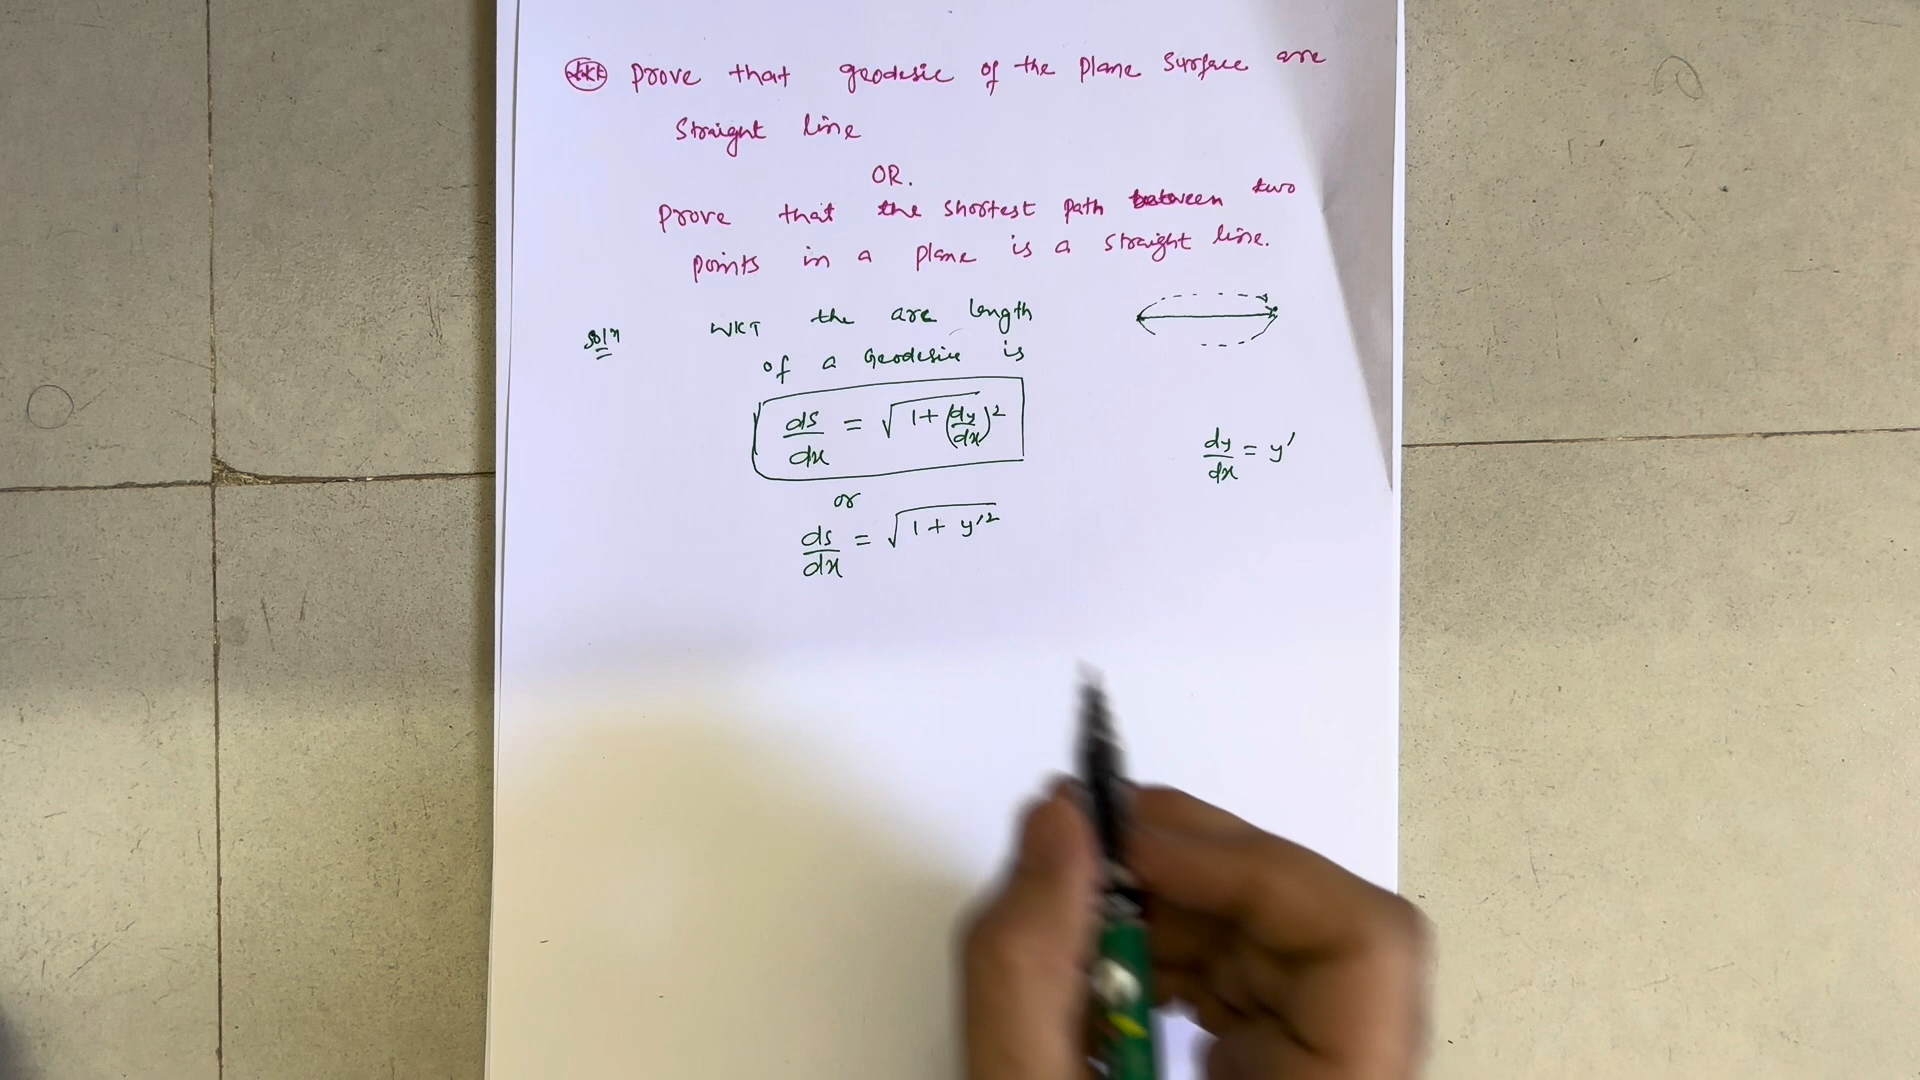 prove that geodesic of the plane surface are
straight line
OR.
prove that the shortest path between two
points in a plane is a straight line.
Soln
WKT the arc length
of a Geodesic is
ds/dx = √1+(dy/dx)²
dy/dx = y'
or
ds/dx = √1+ y'²